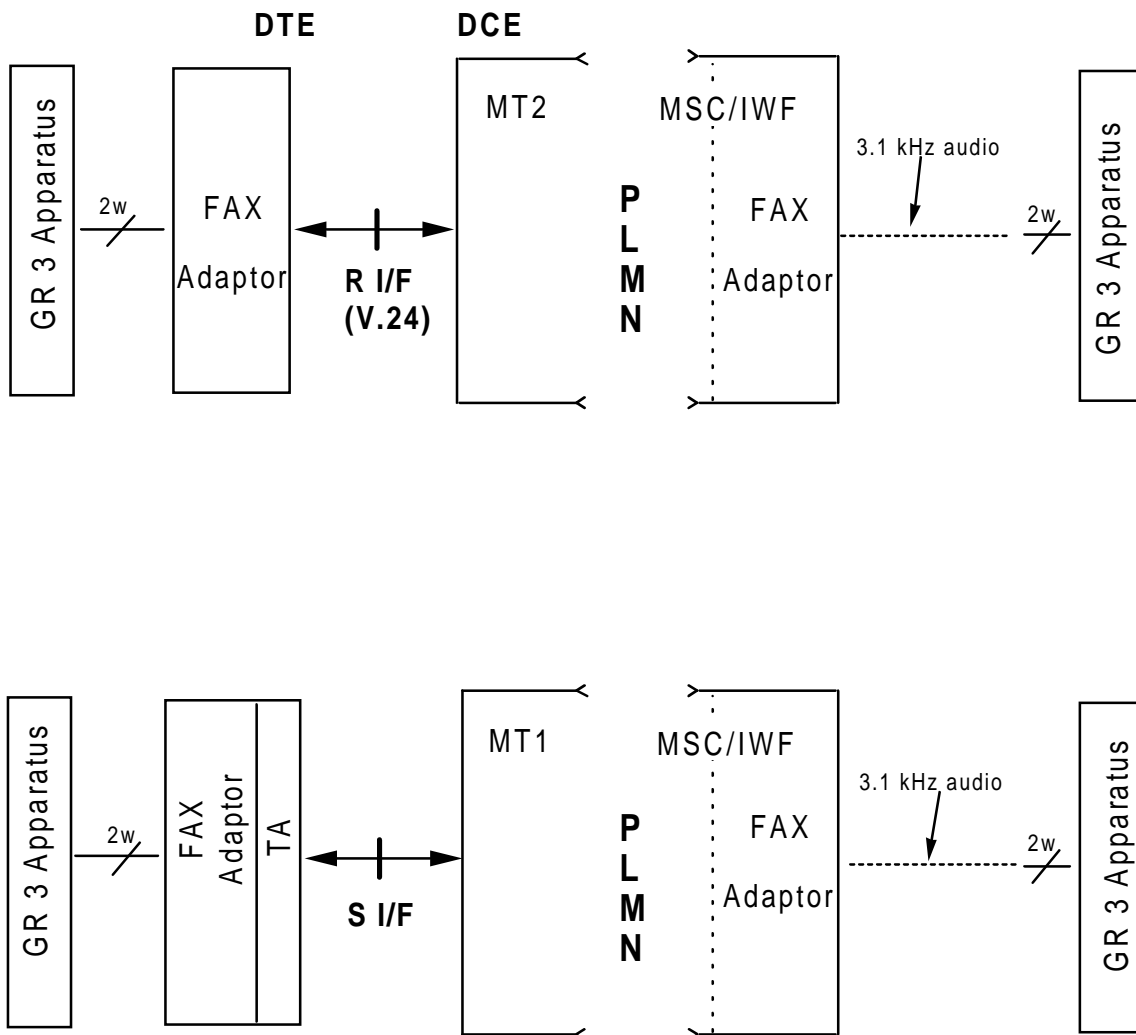 DTE
DCE
GR 3 Apparatus
2w
FAX
Adaptor
R I/F
(V.24)
MT2
P
L
M
N
MSC/IWF
FAX
Adaptor
3.1 kHz audio
2w
GR 3 Apparatus
GR 3 Apparatus
2w
FAX
Adaptor
TA
S I/F
MT1
P
L
M
N
MSC/IWF
FAX
Adaptor
3.1 kHz audio
2w
GR 3 Apparatus